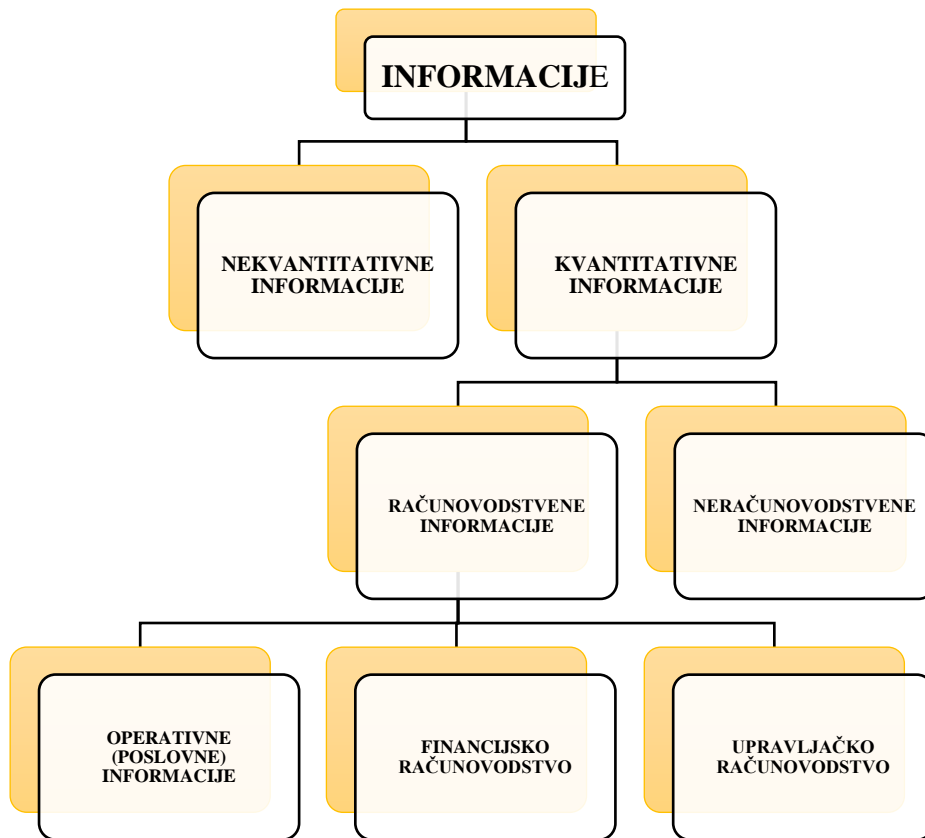 INFORMACIJE
NEKVANTITATIVNE
INFORMACIJE
KVANTITATIVNE
INFORMACIJE
RAČUNOVODSTVENE
INFORMACIJE
NERAČUNOVODSTVENE
INFORMACIJE
OPERATIVNE
(POSLOVNE)
INFORMACIJE
FINANCIJSKO
RAČUNOVODSTVO
UPRAVLJAČKO
RAČUNOVODSTVO